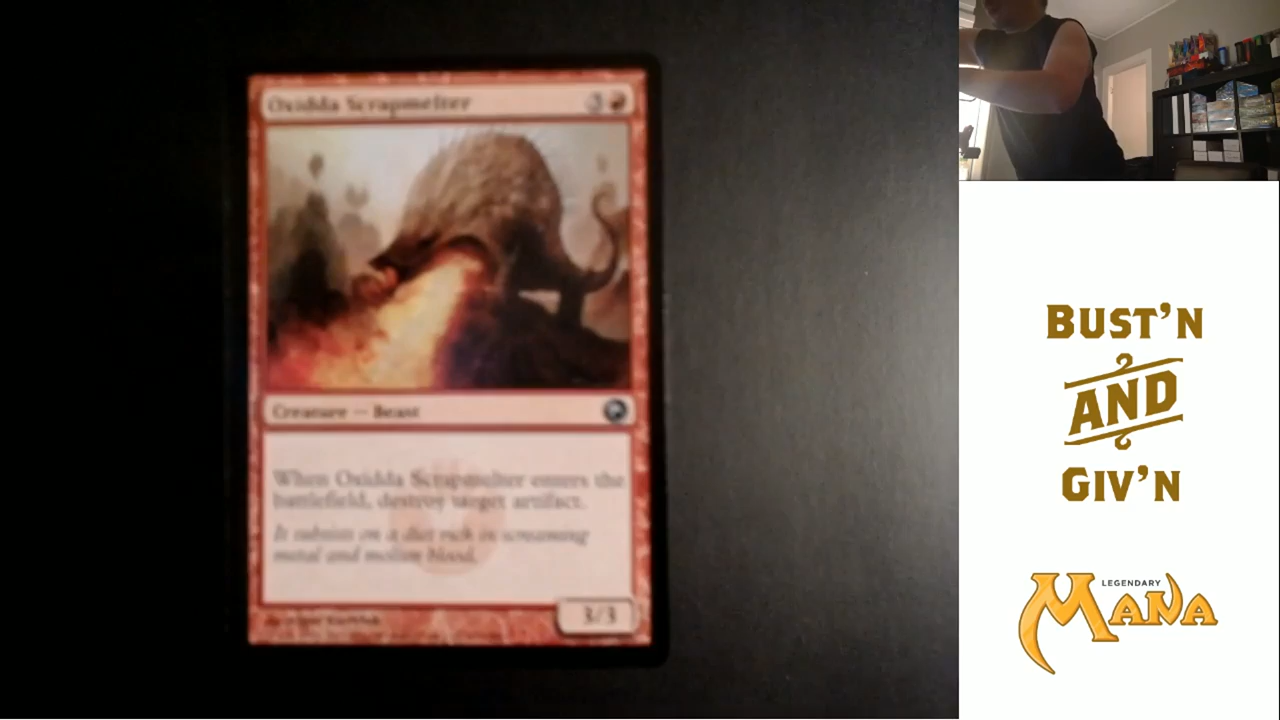 Oxidda Scrapmelter 3
Creature — Beast
When Oxidda Scrapmelter enters the
battlefield, destroy target artifact.
It subsists on a diet rich in screaming
metal and molten blood.
3/3
BUST'N
AND
GIV'N
LEGENDARY
MANA